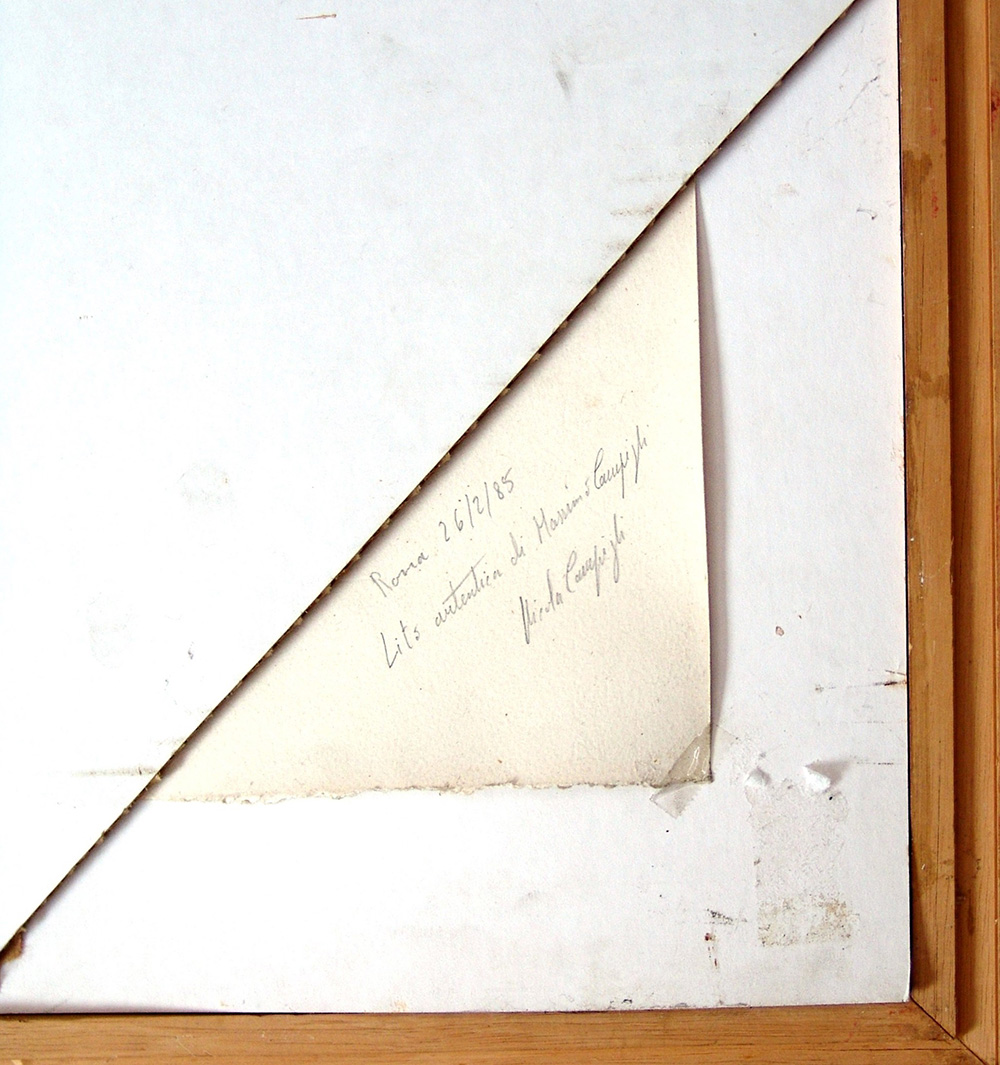 Roma 26/2/85
Lito autentica di Massimo Campigli
Nicola Campigli